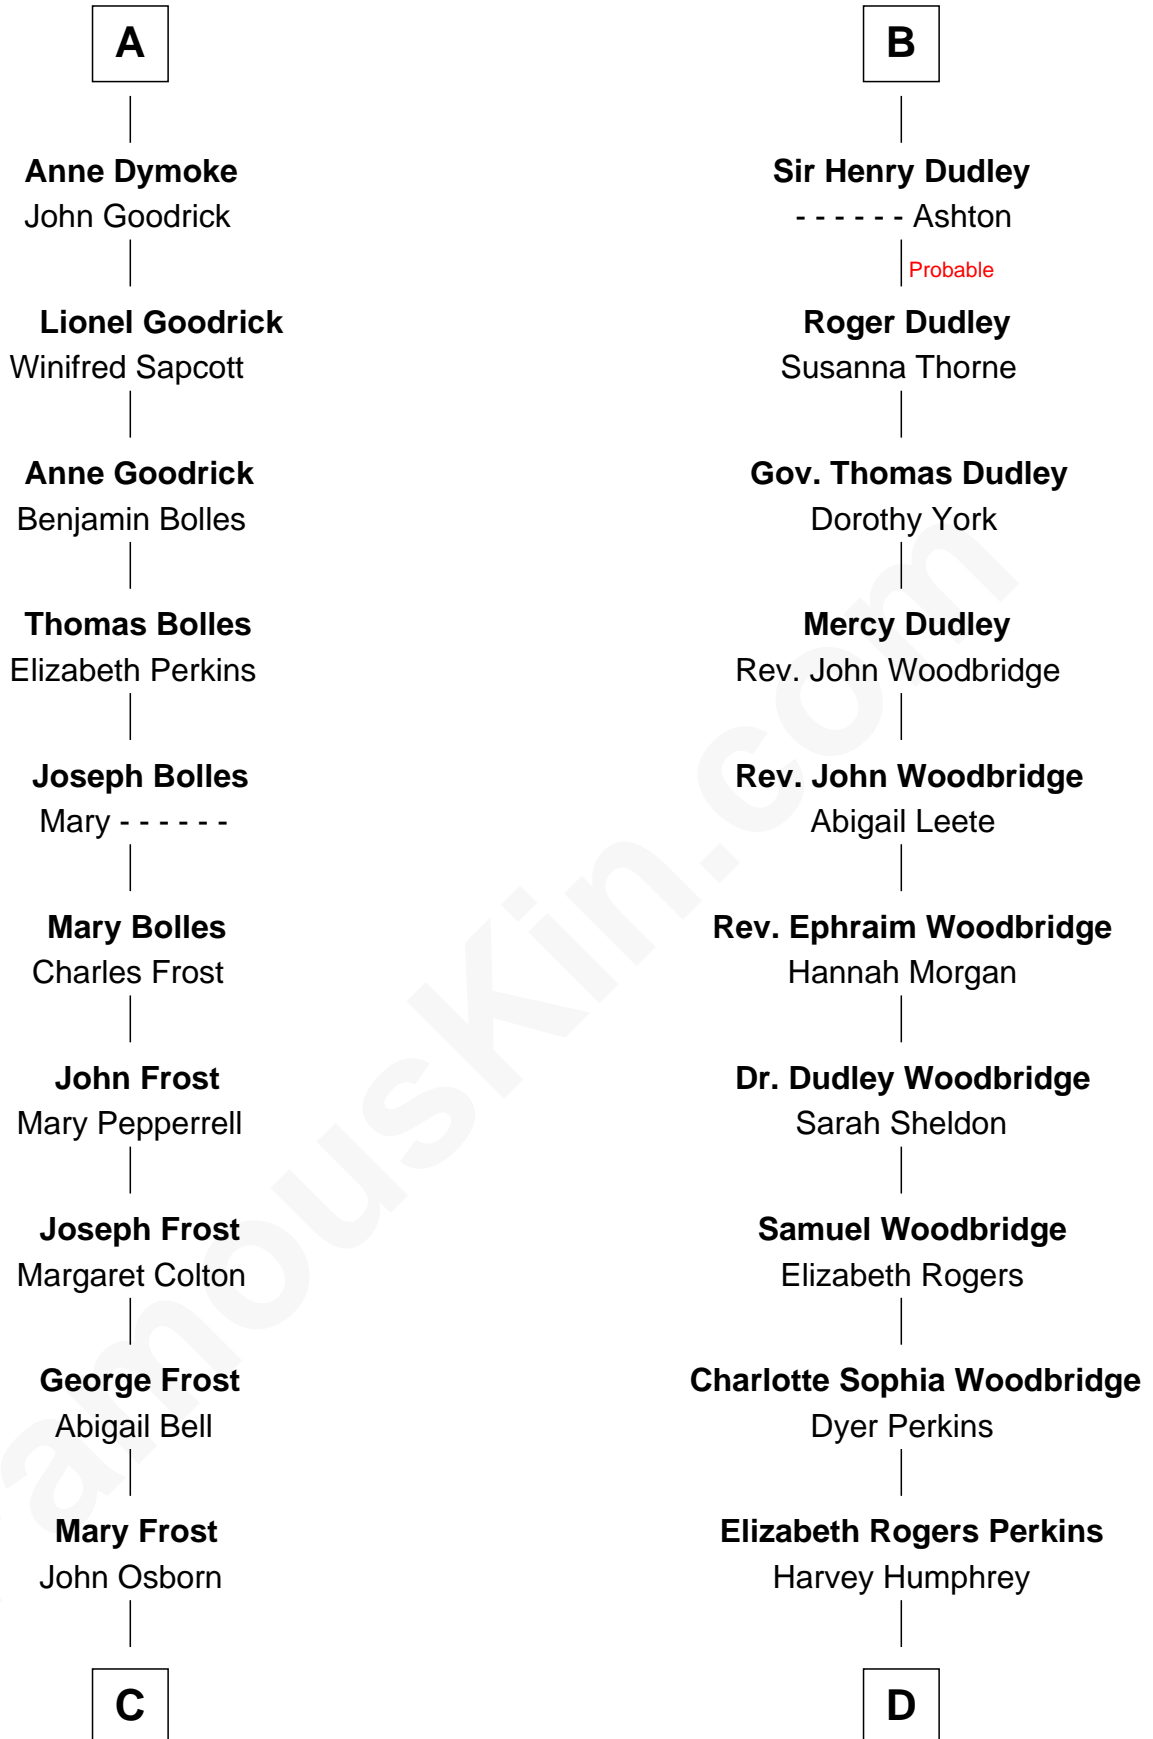 A
Anne Dymoke
John Goodrick
Lionel Goodrick
Winifred Sapcott
Anne Goodrick
Benjamin Bolles
Thomas Bolles
Elizabeth Perkins
Joseph Bolles
Mary - - - - - -
Mary Bolles
Charles Frost
John Frost
Mary Pepperrell
Joseph Frost
Margaret Colton
George Frost
Abigail Bell
Mary Frost
John Osborn
C
B
Sir Henry Dudley
- - - - - - Ashton
Probable
Roger Dudley
Susanna Thorne
Gov. Thomas Dudley
Dorothy York
Mercy Dudley
Rev. John Woodbridge
Rev. John Woodbridge
Abigail Leete
Rev. Ephraim Woodbridge
Hannah Morgan
Dr. Dudley Woodbridge
Sarah Sheldon
Samuel Woodbridge
Elizabeth Rogers
Charlotte Sophia Woodbridge
Dyer Perkins
Elizabeth Rogers Perkins
Harvey Humphrey
D
amouskin.com